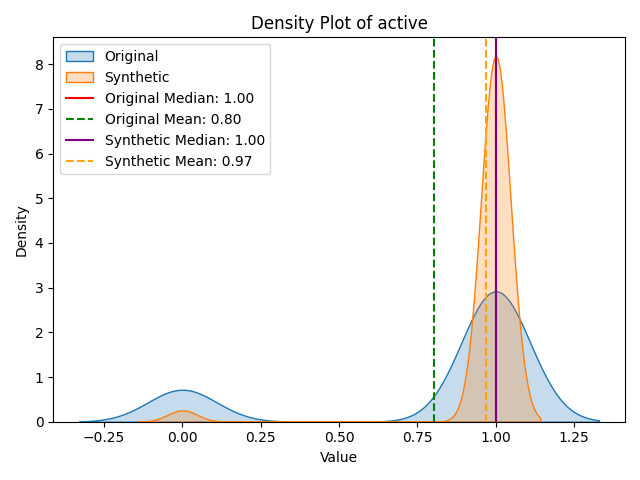 Density Plot of active
Original
Synthetic
Original Median: 1.00
Original Mean: 0.80
Synthetic Median: 1.00
Synthetic Mean: 0.97
Density
8
7
6
5
4
3
2
1
0
−0.25 0.00 0.25 0.50 0.75 1.00 1.25
Value